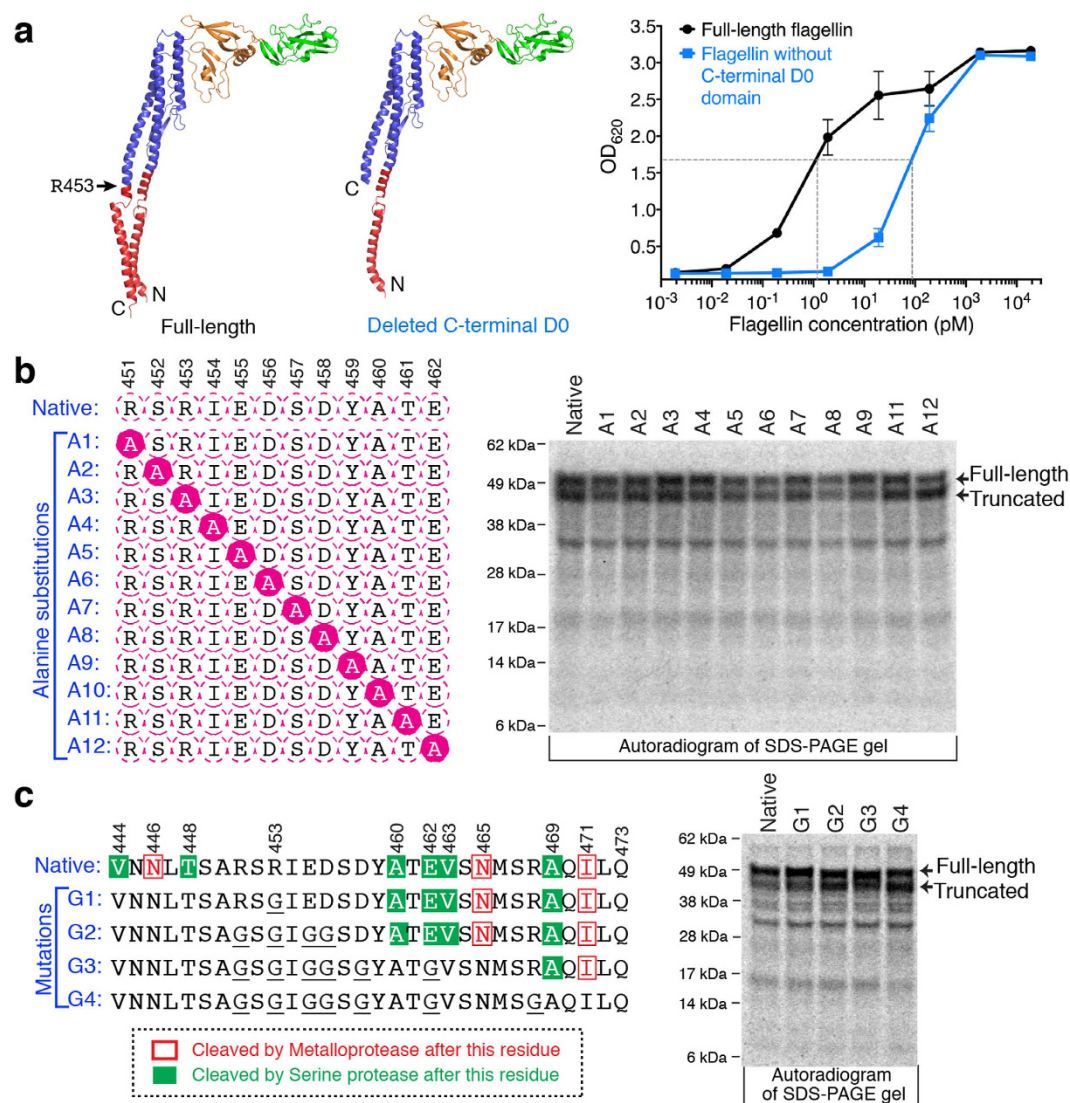 a
R453
C
N
Full-length
C
N
Deleted C-terminal D0
Full-length flagellin
Flagellin without
C-terminal D0
domain
OD620
3.5
3.0
2.5
2.0
1.5
1.0
0.5
10⁻³ 10⁻² 10⁻¹ 10⁰ 10¹ 10² 10³ 10⁴
Flagellin concentration (pM)
b
451 452 453 454 455 456 457 458 459 460 461 462
Native: R S R I E D S D Y A T E
Alanine substitutions
A1: A S R I E D S D Y A T E
A2: R A R I E D S D Y A T E
A3: R S A I E D S D Y A T E
A4: R S R A E D S D Y A T E
A5: R S R I A D S D Y A T E
A6: R S R I E A S D Y A T E
A7: R S R I E D A D Y A T E
A8: R S R I E D S A Y A T E
A9: R S R I E D S D A A T E
A10: R S R I E D S D Y A T E
A11: R S R I E D S D Y A A E
A12: R S R I E D S D Y A T A
Native A1 A2 A3 A4 A5 A6 A7 A8 A9 A11 A12
62 kDa
49 kDa
38 kDa
28 kDa
17 kDa
14 kDa
6 kDa
Full-length
Truncated
Autoradiogram of SDS-PAGE gel
c
444 446 448 453 460 462 463 465 469 471 473
Native: VNNLTSARSRIEDSDYATEVSNMSRAQILQ
Mutations
G1: VNNLTSARSGIEDSDYATEVSNMSRAQILQ
G2: VNNLTSAGSGIGGSDYATEVSNMSRAQILQ
G3: VNNLTSAGSGIGGSGYATGVSNMSRAQILQ
G4: VNNLTSAGSGIGGSGYATGVSNMSGAQILQ
Cleaved by Metalloprotease after this residue
Cleaved by Serine protease after this residue
Native G1 G2 G3 G4
62 kDa
49 kDa
38 kDa
28 kDa
17 kDa
14 kDa
6 kDa
Full-length
Truncated
Autoradiogram
of SDS-PAGE gel